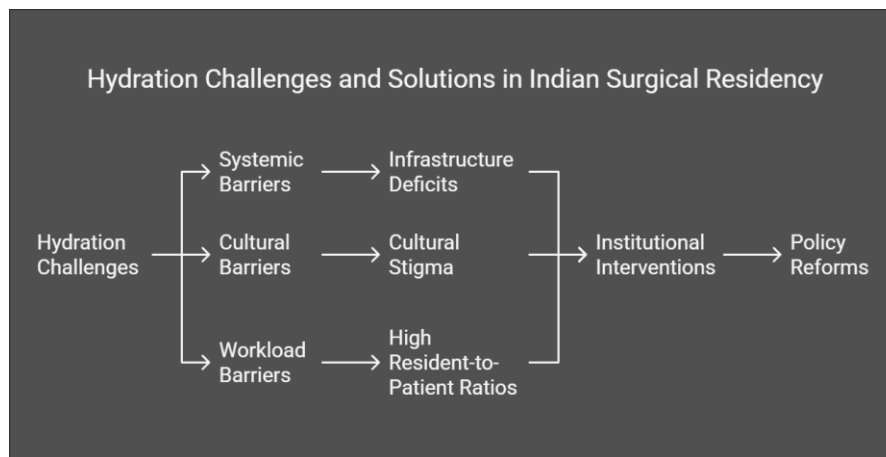 Hydration Challenges and Solutions in Indian Surgical Residency
Hydration
Challenges
Systemic
Barriers
Infrastructure
Deficits
Cultural
Barriers
Cultural
Stigma
Workload
Barriers
High
Resident-to-
Patient Ratios
Institutional
Interventions
Policy
Reforms